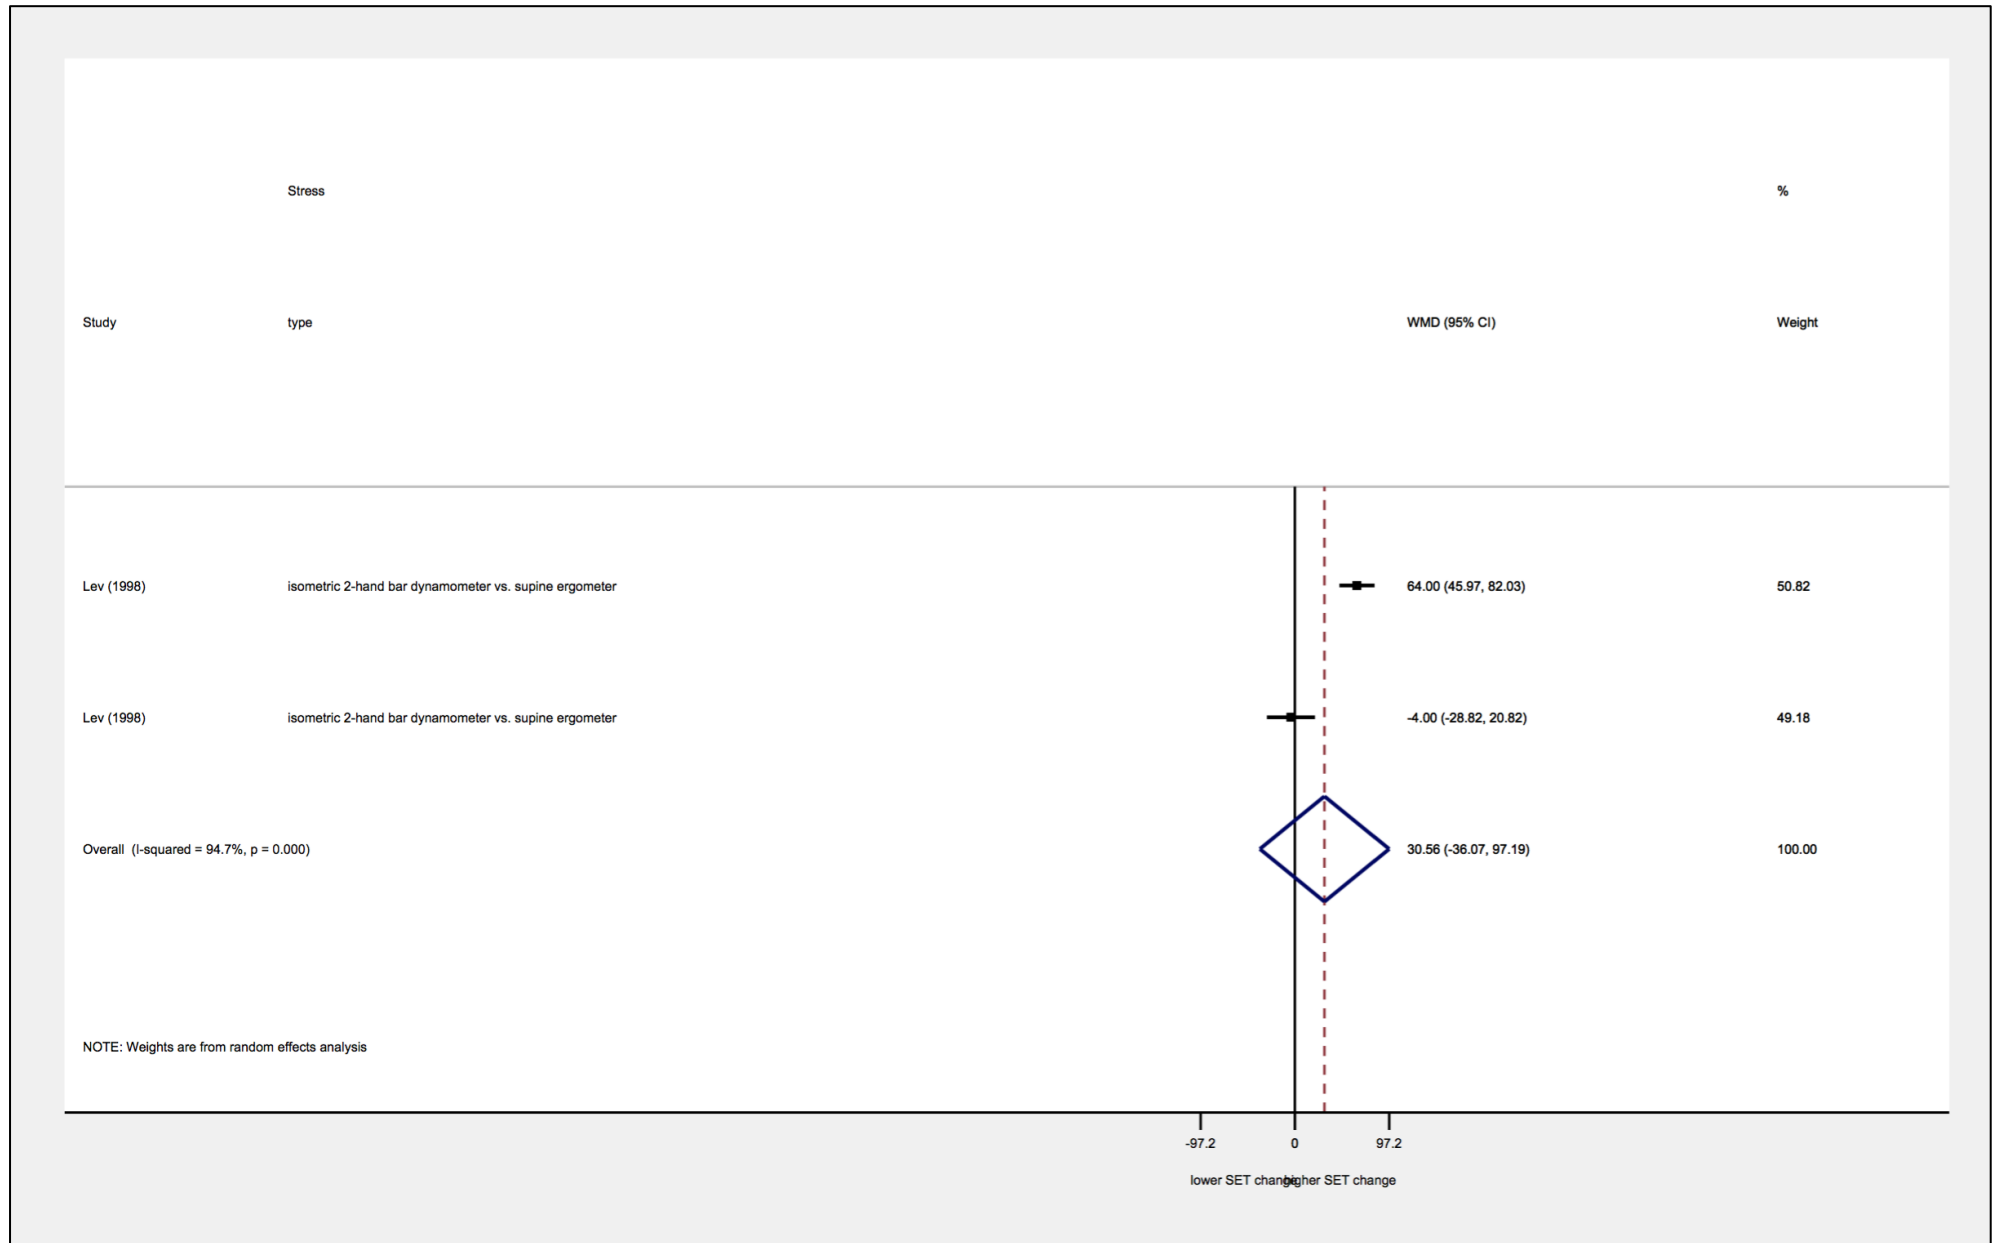 Stress %
Study type WMD (95% CI) Weight
Lev (1998) isometric 2-hand bar dynamometer vs. supine ergometer 64.00 (45.97, 82.03) 50.82
Lev (1998) isometric 2-hand bar dynamometer vs. supine ergometer -4.00 (-28.82, 20.82) 49.18
Overall (I-squared = 94.7%, p = 0.000) 30.56 (-36.07, 97.19) 100.00
NOTE: Weights are from random effects analysis
-97.2 0 97.2
lower SET change higher SET change